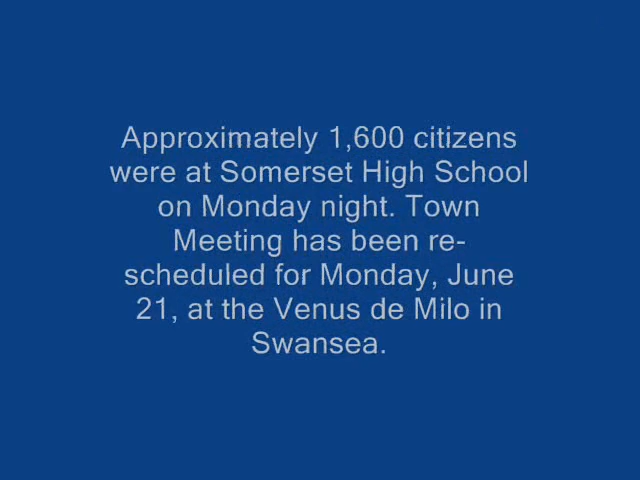 Approximately 1,600 citizens
were at Somerset High School
on Monday night. Town
Meeting has been re-
scheduled for Monday, June
21, at the Venus de Milo in
Swansea.